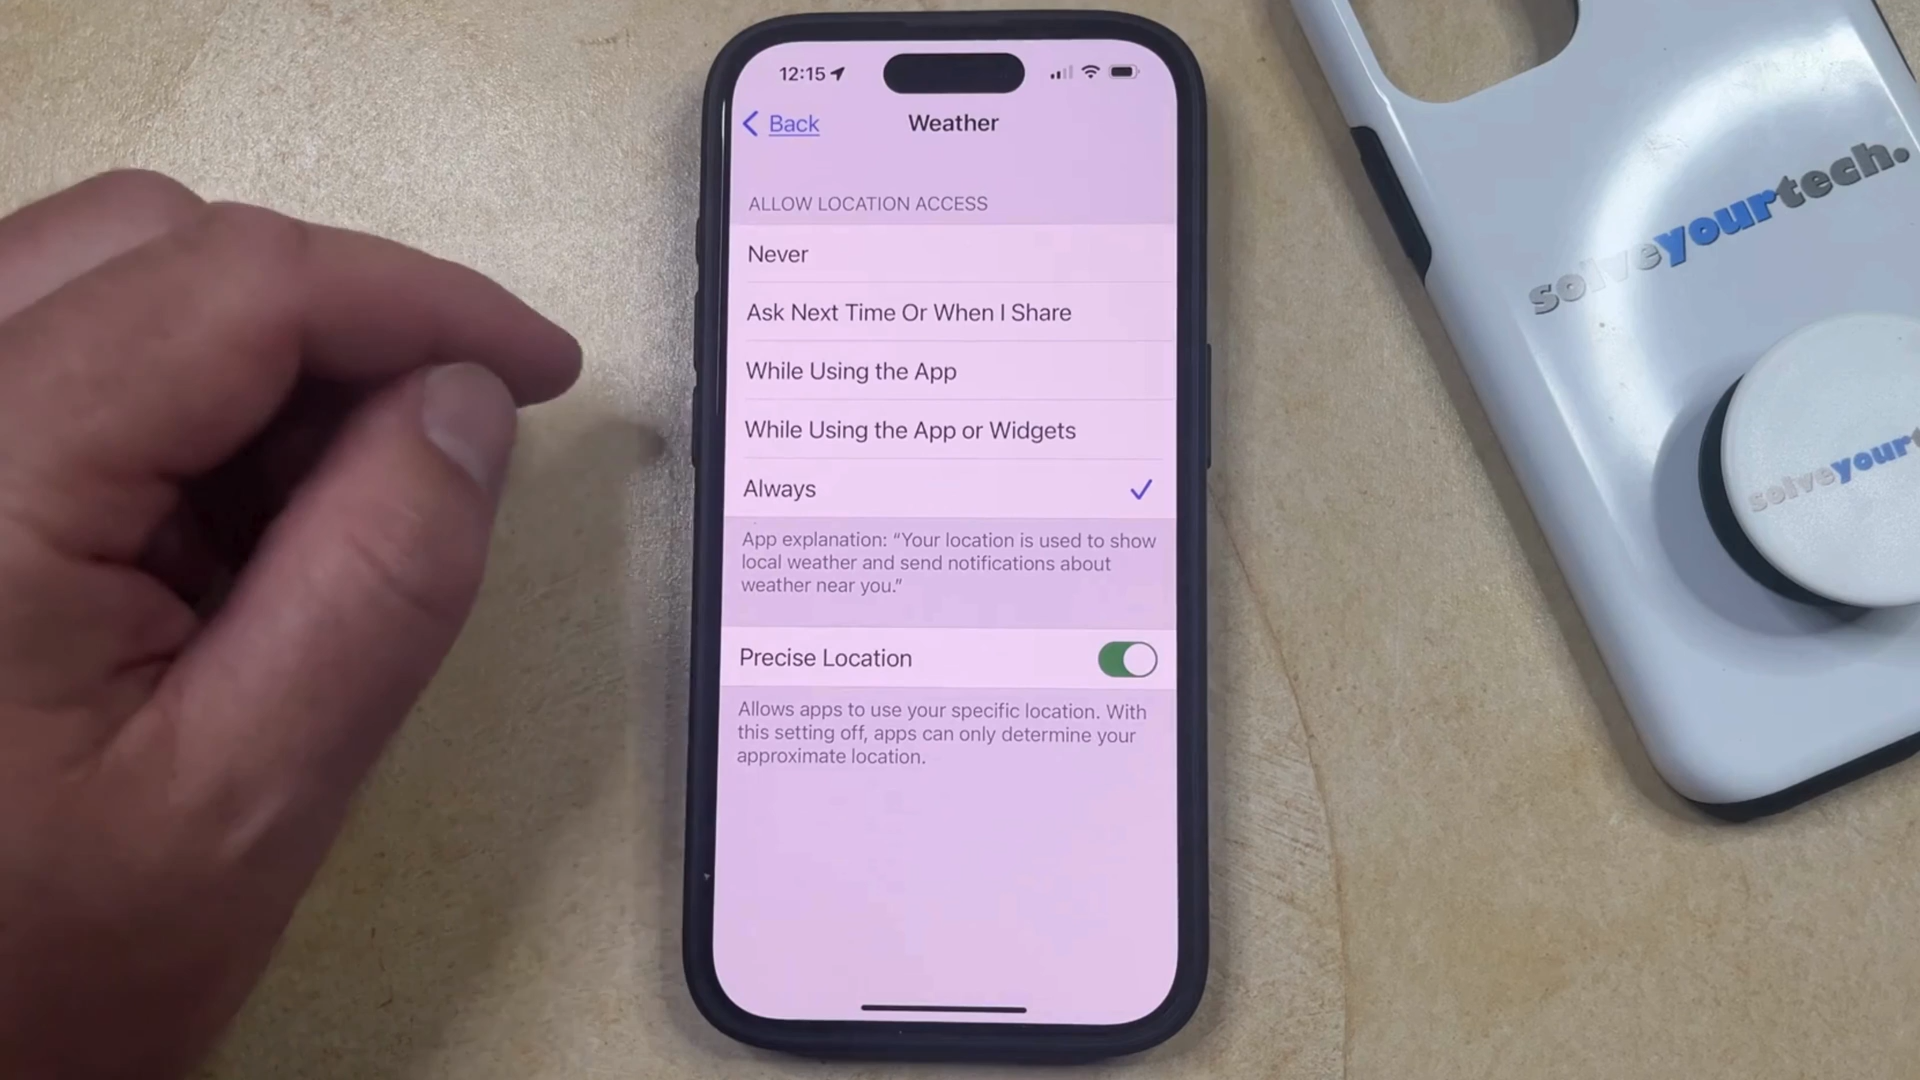 12:15
Back
Weather
ALLOW LOCATION ACCESS
Never
Ask Next Time Or When I Share
While Using the App
While Using the App or Widgets
Always
App explanation: “Your location is used to show
local weather and send notifications about
weather near you.”
Precise Location
Allows apps to use your specific location. With
this setting off, apps can only determine your
approximate location.
solveyourtech.
solveyourt